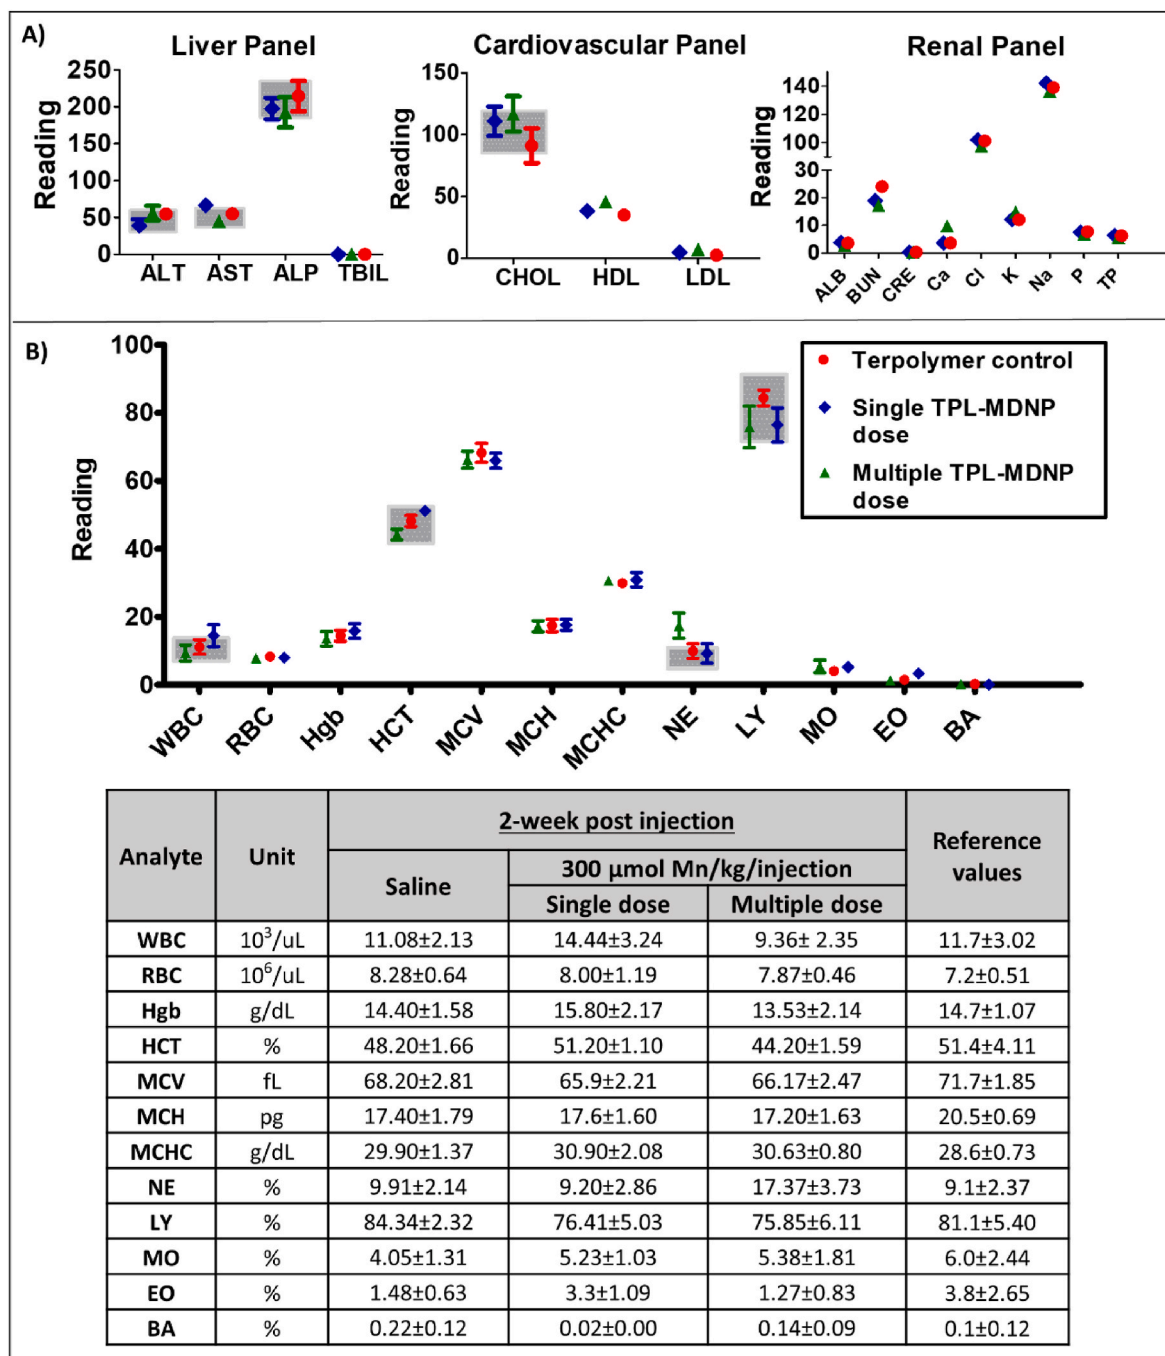 A)
Liver Panel
Reading
250
200
150
100
50
0
ALT AST ALP TBIL
Cardiovascular Panel
Reading
150
100
50
0
CHOL HDL LDL
Renal Panel
Reading
140
120
100
30
20
10
0
ALB BUN CRE Ca Cl K Na P TP
B)
Reading
100
80
60
40
20
0
WBC RBC Hgb HCT MCV MCH MCHC NE LY MO EO BA
Terpolymer control
Single TPL-MDNP
dose
Multiple TPL-MDNP
dose
Analyte Unit 2-week post injection Reference values
Saline 300 µmol Mn/kg/injection
Single dose Multiple dose
WBC 10³/uL 11.08±2.13 14.44±3.24 9.36± 2.35 11.7±3.02
RBC 10⁶/uL 8.28±0.64 8.00±1.19 7.87±0.46 7.2±0.51
Hgb g/dL 14.40±1.58 15.80±2.17 13.53±2.14 14.7±1.07
HCT % 48.20±1.66 51.20±1.10 44.20±1.59 51.4±4.11
MCV fL 68.20±2.81 65.9±2.21 66.17±2.47 71.7±1.85
MCH pg 17.40±1.79 17.6±1.60 17.20±1.63 20.5±0.69
MCHC g/dL 29.90±1.37 30.90±2.08 30.63±0.80 28.6±0.73
NE % 9.91±2.14 9.20±2.86 17.37±3.73 9.1±2.37
LY % 84.34±2.32 76.41±5.03 75.85±6.11 81.1±5.40
MO % 4.05±1.31 5.23±1.03 5.38±1.81 6.0±2.44
EO % 1.48±0.63 3.3±1.09 1.27±0.83 3.8±2.65
BA % 0.22±0.12 0.02±0.00 0.14±0.09 0.1±0.12